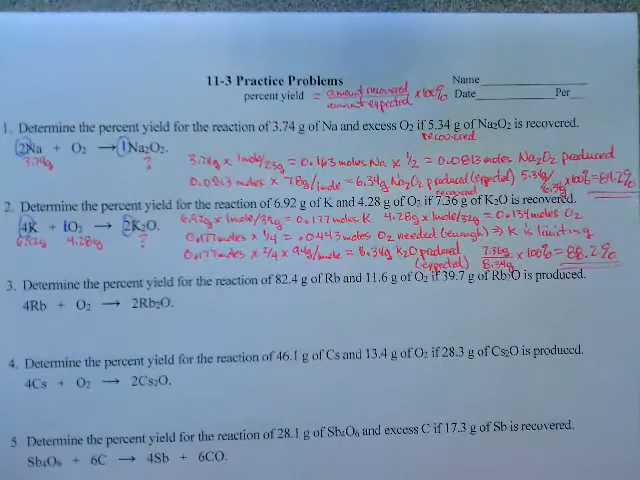 11-3 Practice Problems
Name
percent yield = amount recovered / amount expected x 100%
Date Per
1. Determine the percent yield for the reaction of 3.74 g of Na and excess O₂ if 5.34 g of Na₂O₂ is recovered.
recovered
2Na + O₂ → 1Na₂O₂.
3.74g ?
3.74g x 1mole/23g = 0.163 moles Na x 1/2 = 0.0813 moles Na₂O₂ produced
0.0813 moles x 78g/1mole = 6.34g Na₂O₂ produced (expected) 5.34g/6.34g x 100% = 84.2%
2. Determine the percent yield for the reaction of 6.92 g of K and 4.28 g of O₂ if 7.36 g of K₂O is recovered.
recovered
4K + 1O₂ → 2K₂O.
6.92g 4.28g ?
6.92g x 1mole/39g = 0.177 moles K 4.28g x 1mole/32g = 0.134 moles O₂
0.177 moles x 1/4 = .0443 moles O₂ needed (enough) ⇒ K is limiting
0.177 moles x 2/4 x 94g/mole = 8.34g K₂O produced (expected) 7.36g/8.34g x 100% = 88.2%
3. Determine the percent yield for the reaction of 82.4 g of Rb and 11.6 g of O₂ if 39.7 g of Rb₂O is produced.
4Rb + O₂ → 2Rb₂O.
4. Determine the percent yield for the reaction of 46.1 g of Cs and 13.4 g of O₂ if 28.3 g of Cs₂O is produced.
4Cs + O₂ → 2Cs₂O.
5 Determine the percent yield for the reaction of 28.1 g of Sb₄O₆ and excess C if 17.3 g of Sb is recovered.
Sb₄O₆ + 6C → 4Sb + 6CO.